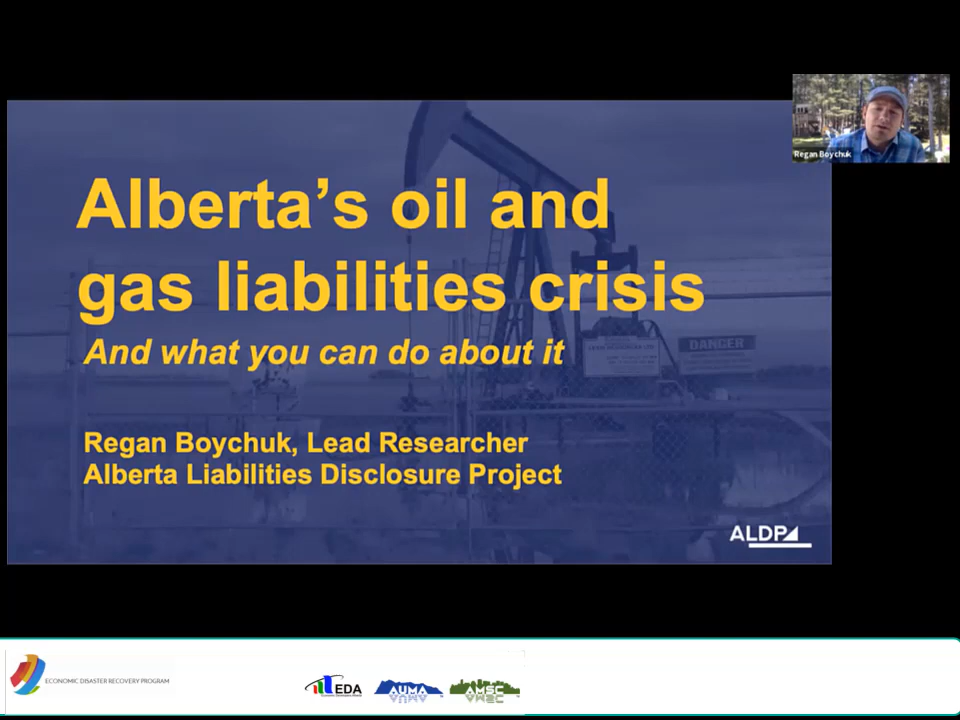 Regan Boychuk
Alberta's oil and
gas liabilities crisis
And what you can do about it
DANGER
Regan Boychuk, Lead Researcher
Alberta Liabilities Disclosure Project
ALDP
ECONOMIC DISASTER RECOVERY PROGRAM
EDA
AUMA
AMSC